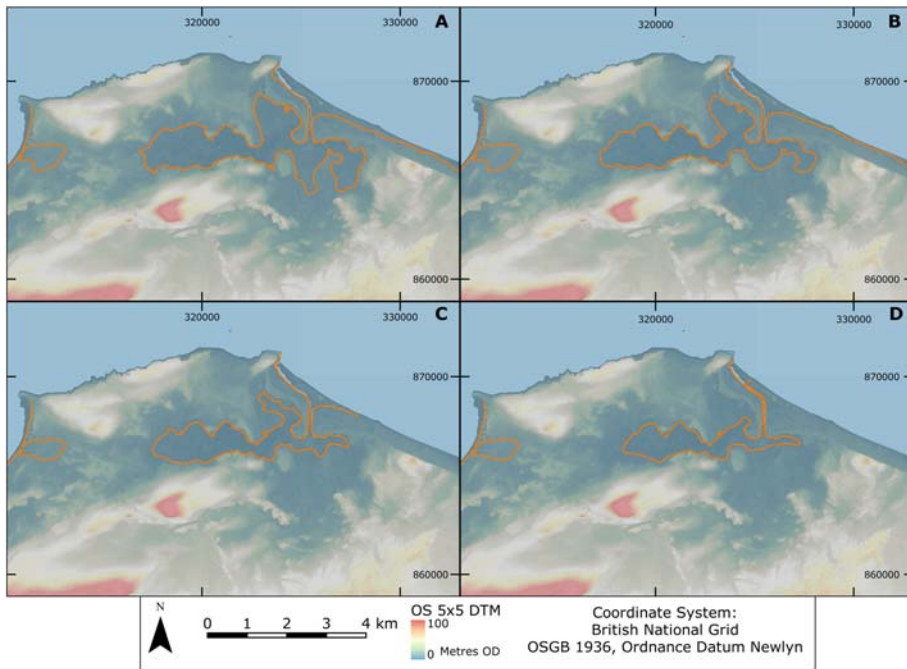 320000
330000
A
870000
860000
320000
330000
B
870000
860000
320000
330000
C
870000
860000
320000
330000
D
870000
860000
N
0 1 2 3 4 km
OS 5x5 DTM
100
0 Metres OD
Coordinate System:
British National Grid
OSGB 1936, Ordnance Datum Newlyn